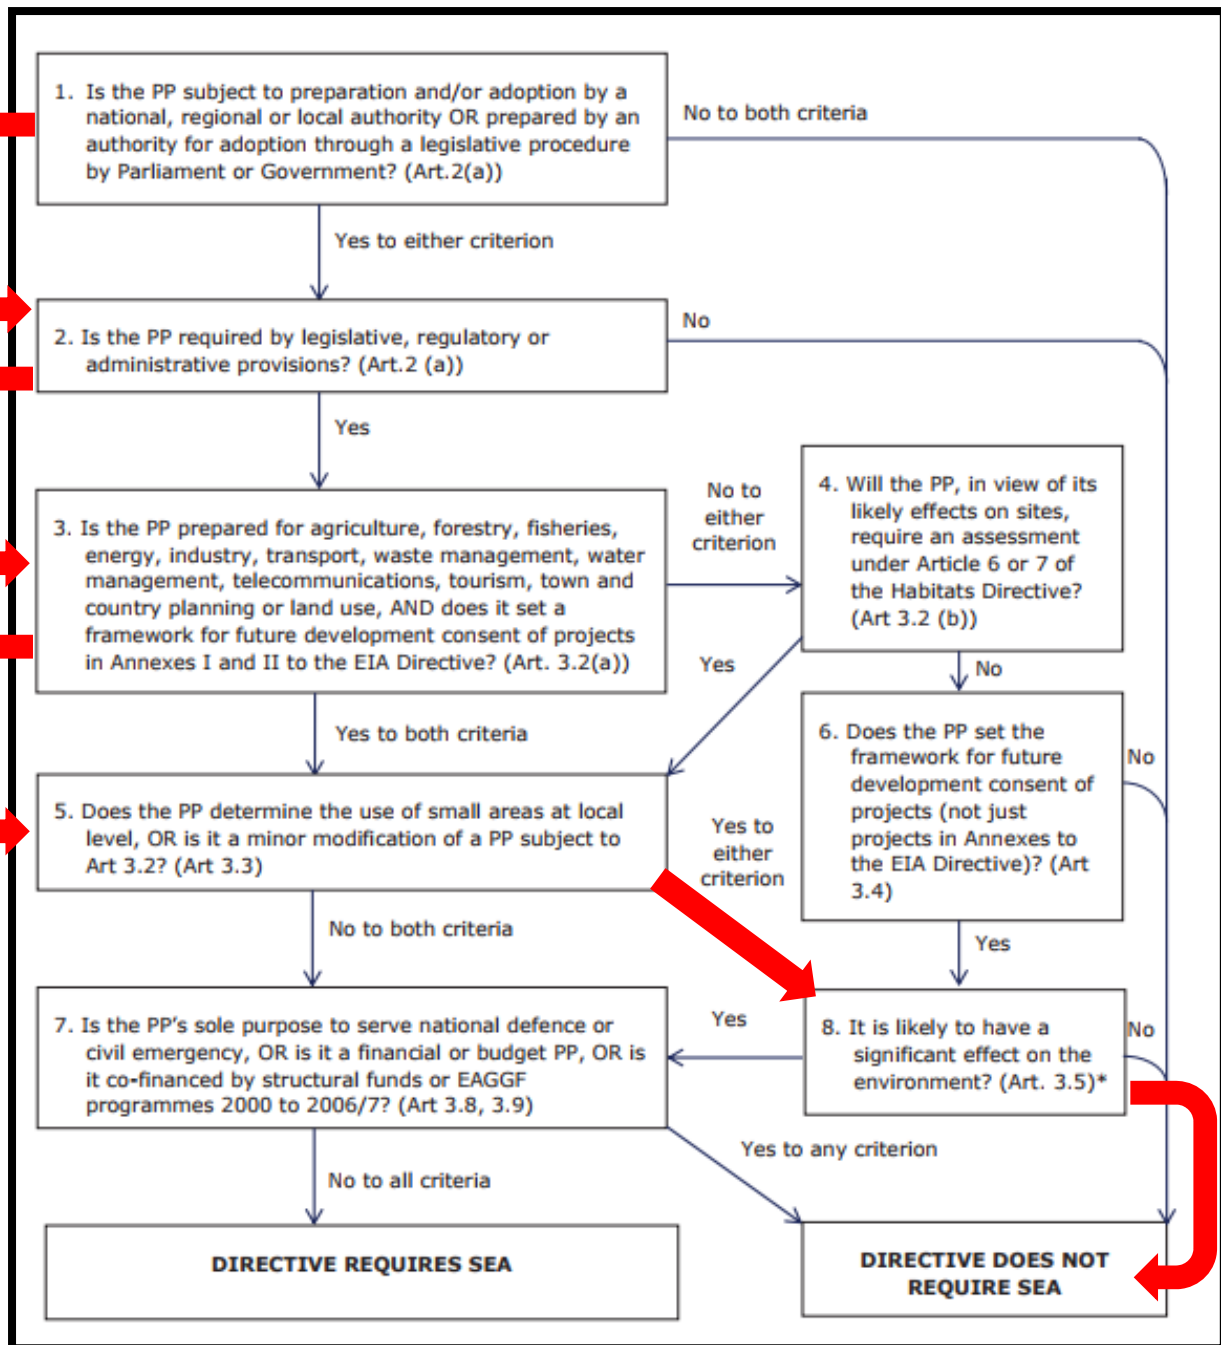 1. Is the PP subject to preparation and/or adoption by a
national, regional or local authority OR prepared by an
authority for adoption through a legislative procedure
by Parliament or Government? (Art.2(a))
No to both criteria
Yes to either criterion
2. Is the PP required by legislative, regulatory or
administrative provisions? (Art.2 (a))
No
Yes
3. Is the PP prepared for agriculture, forestry, fisheries,
energy, industry, transport, waste management, water
management, telecommunications, tourism, town and
country planning or land use, AND does it set a
framework for future development consent of projects
in Annexes I and II to the EIA Directive? (Art. 3.2(a))
No to
either
criterion
4. Will the PP, in view of its
likely effects on sites,
require an assessment
under Article 6 or 7 of
the Habitats Directive?
(Art 3.2 (b))
Yes
No
Yes to both criteria
6. Does the PP set the
framework for future
development consent of
projects (not just
projects in Annexes to
the EIA Directive)? (Art
3.4)
No
5. Does the PP determine the use of small areas at local
level, OR is it a minor modification of a PP subject to
Art 3.2? (Art 3.3)
Yes to
either
criterion
No to both criteria
Yes
7. Is the PP's sole purpose to serve national defence or
civil emergency, OR is it a financial or budget PP, OR is
it co-financed by structural funds or EAGGF
programmes 2000 to 2006/7? (Art 3.8, 3.9)
Yes
8. It is likely to have a
significant effect on the
environment? (Art. 3.5)*
No
Yes to any criterion
No to all criteria
DIRECTIVE REQUIRES SEA
DIRECTIVE DOES NOT
REQUIRE SEA